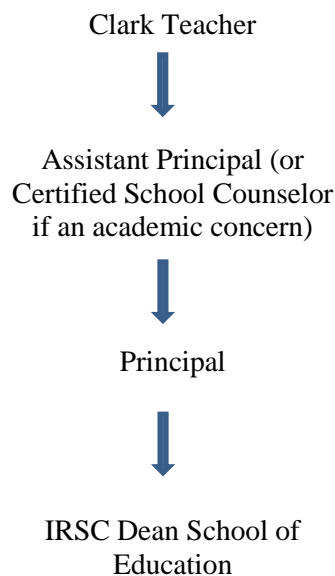 Clark Teacher
Assistant Principal (or
Certified School Counselor
if an academic concern)
Principal
IRSC Dean School of
Education